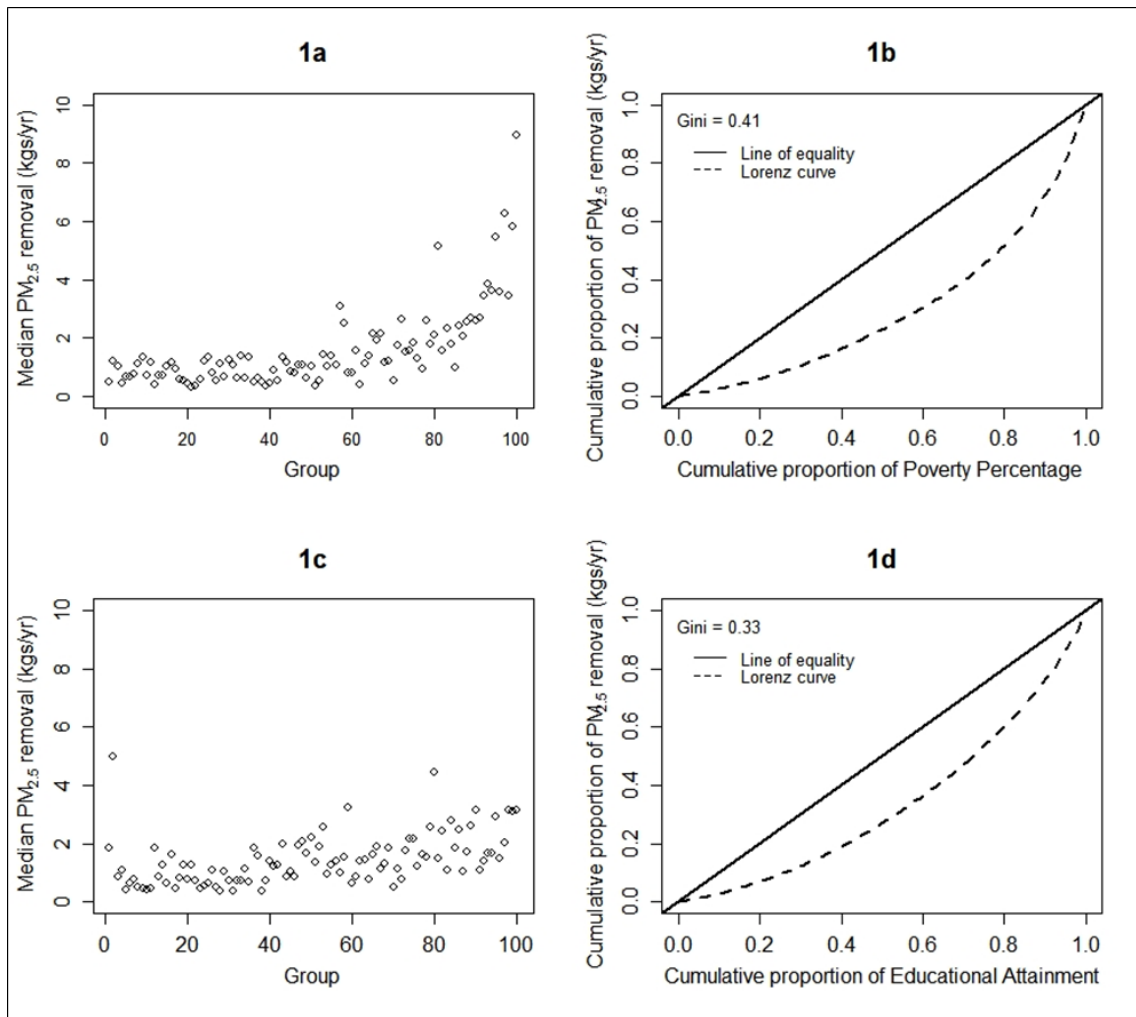 1a
Median PM2.5 removal (kgs/yr)
10
8
6
4
2
0
0 20 40 60 80 100
Group
1b
Cumulative proportion of PM2.5 removal (kgs/yr)
1.0
0.8
0.6
0.4
0.2
0.0
Gini = 0.41
Line of equality
Lorenz curve
0.0 0.2 0.4 0.6 0.8 1.0
Cumulative proportion of Poverty Percentage
1c
Median PM2.5 removal (kgs/yr)
10
8
6
4
2
0
0 20 40 60 80 100
Group
1d
Cumulative proportion of PM2.5 removal (kgs/yr)
1.0
0.8
0.6
0.4
0.2
0.0
Gini = 0.33
Line of equality
Lorenz curve
0.0 0.2 0.4 0.6 0.8 1.0
Cumulative proportion of Educational Attainment